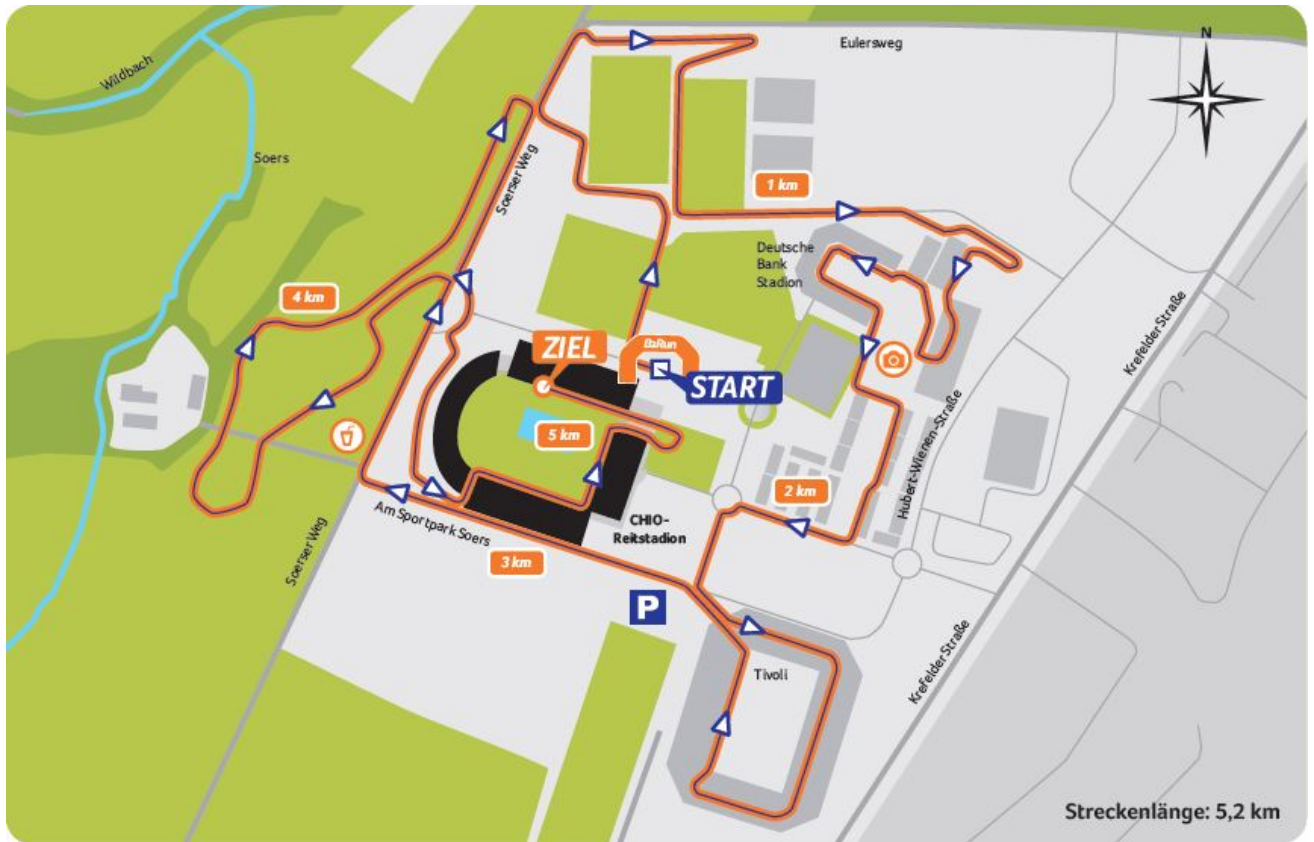 N
Eulersweg
Wildbach
Soers
Soerser Weg
1 km
Deutsche
Bank
Stadion
4 km
Krefelder Straße
Krefelder Straße
ZIEL
B2Run
START
5 km
Hubert-Wienen-Straße
2 km
Am Sportpark Soers
CHIO-
Reitstadion
Soerser Weg
3 km
P
Krefelder Straße
Tivoli
Streckenlänge: 5,2 km